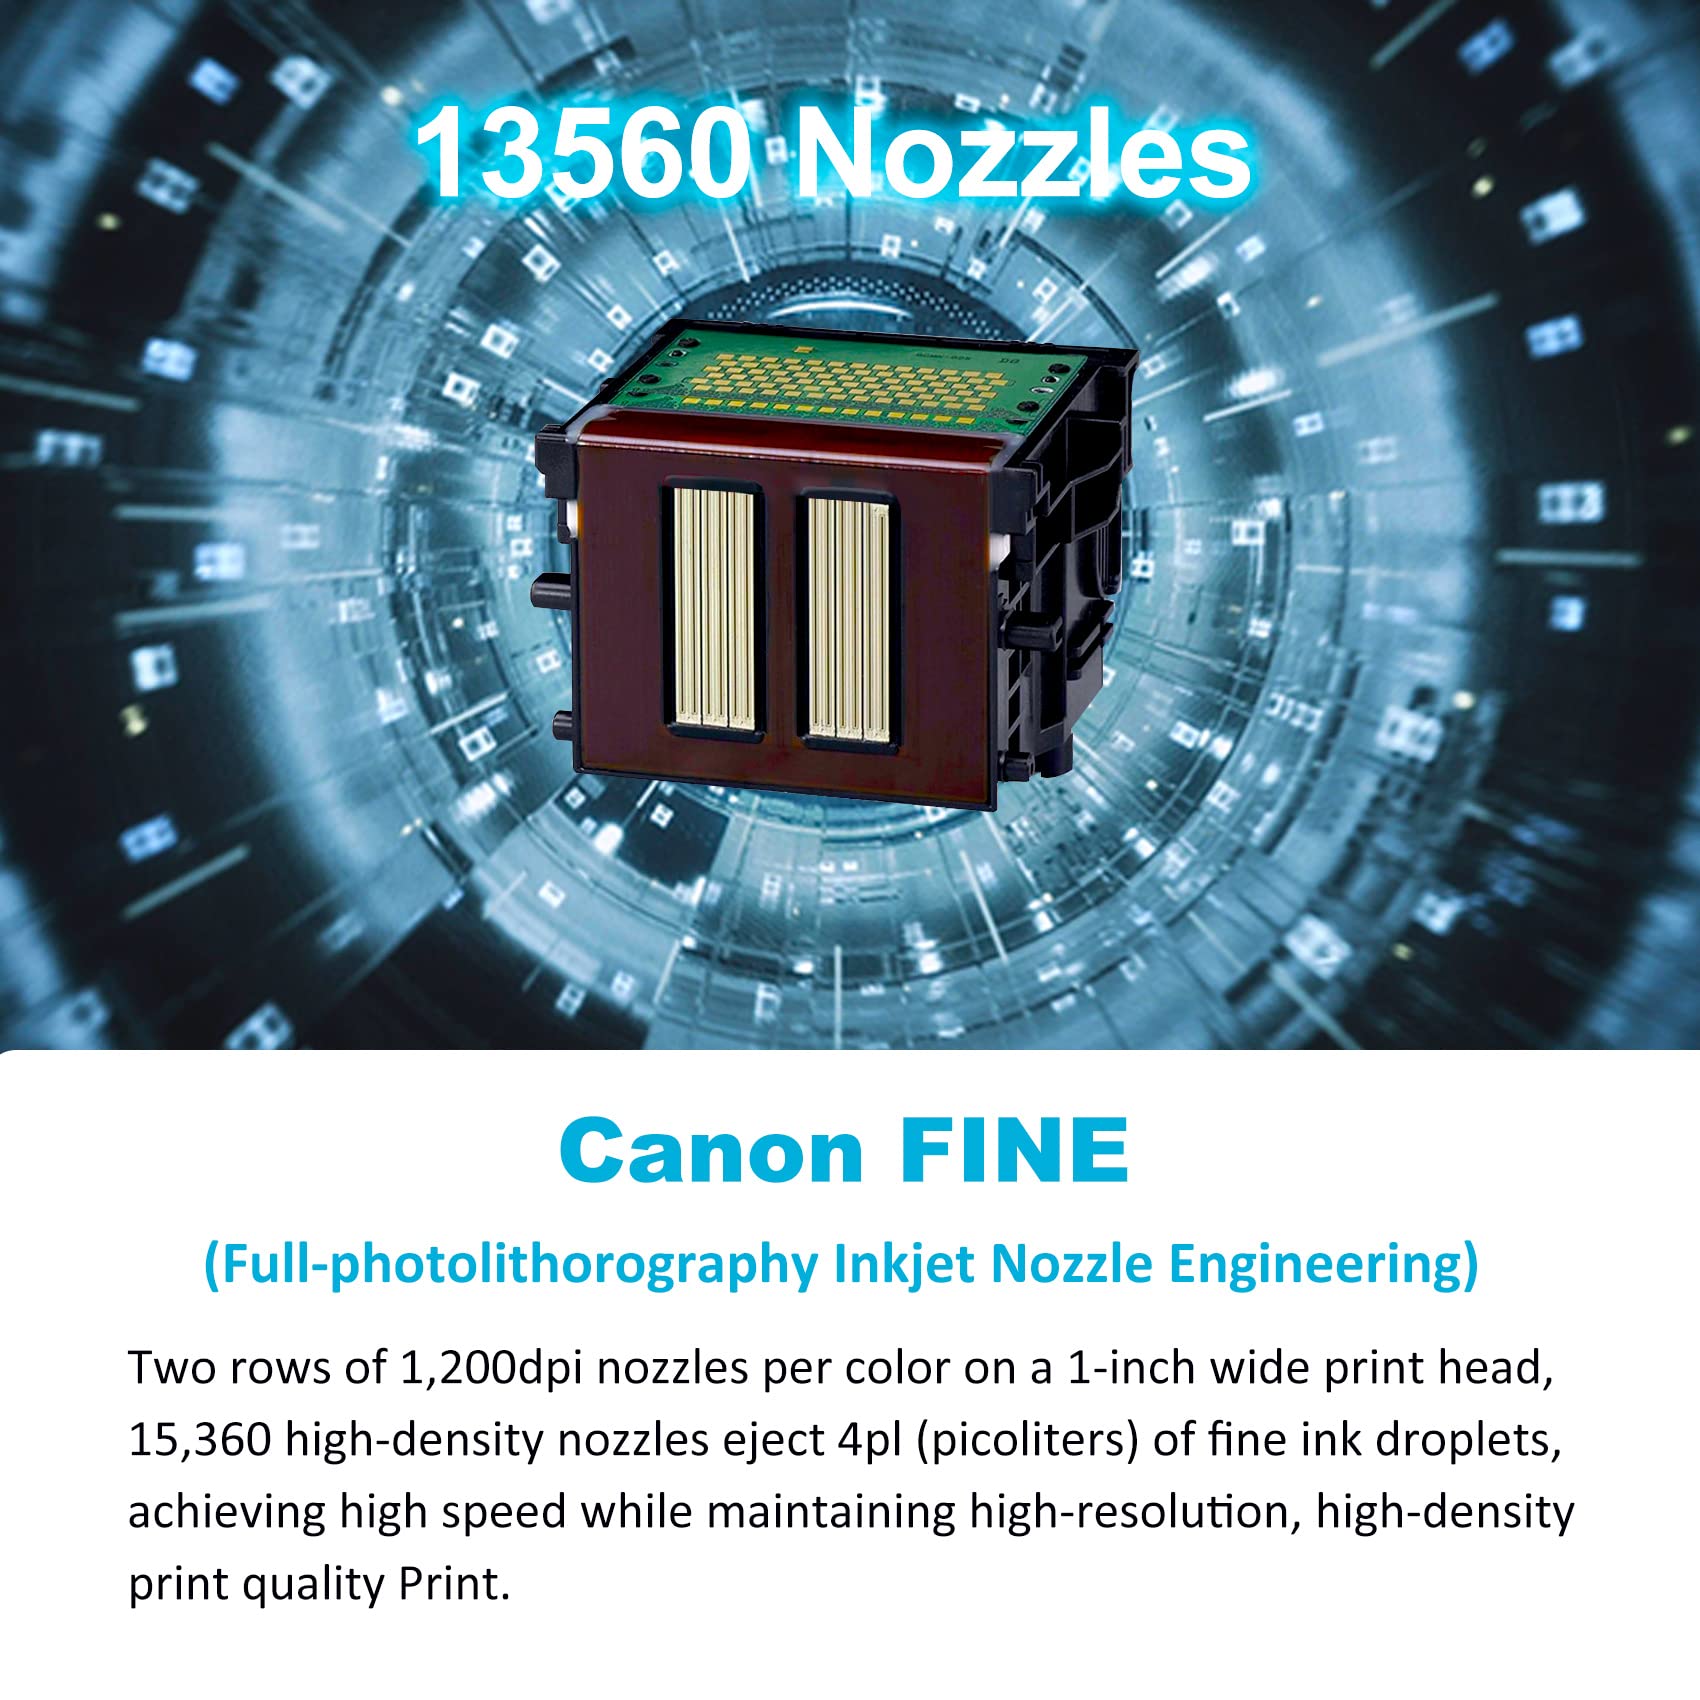 13560 Nozzles
Canon FINE
(Full-photolithorography Inkjet Nozzle Engineering)
Two rows of 1,200dpi nozzles per color on a 1-inch wide print head,
15,360 high-density nozzles eject 4pl (picoliters) of fine ink droplets,
achieving high speed while maintaining high-resolution, high-density
print quality Print.